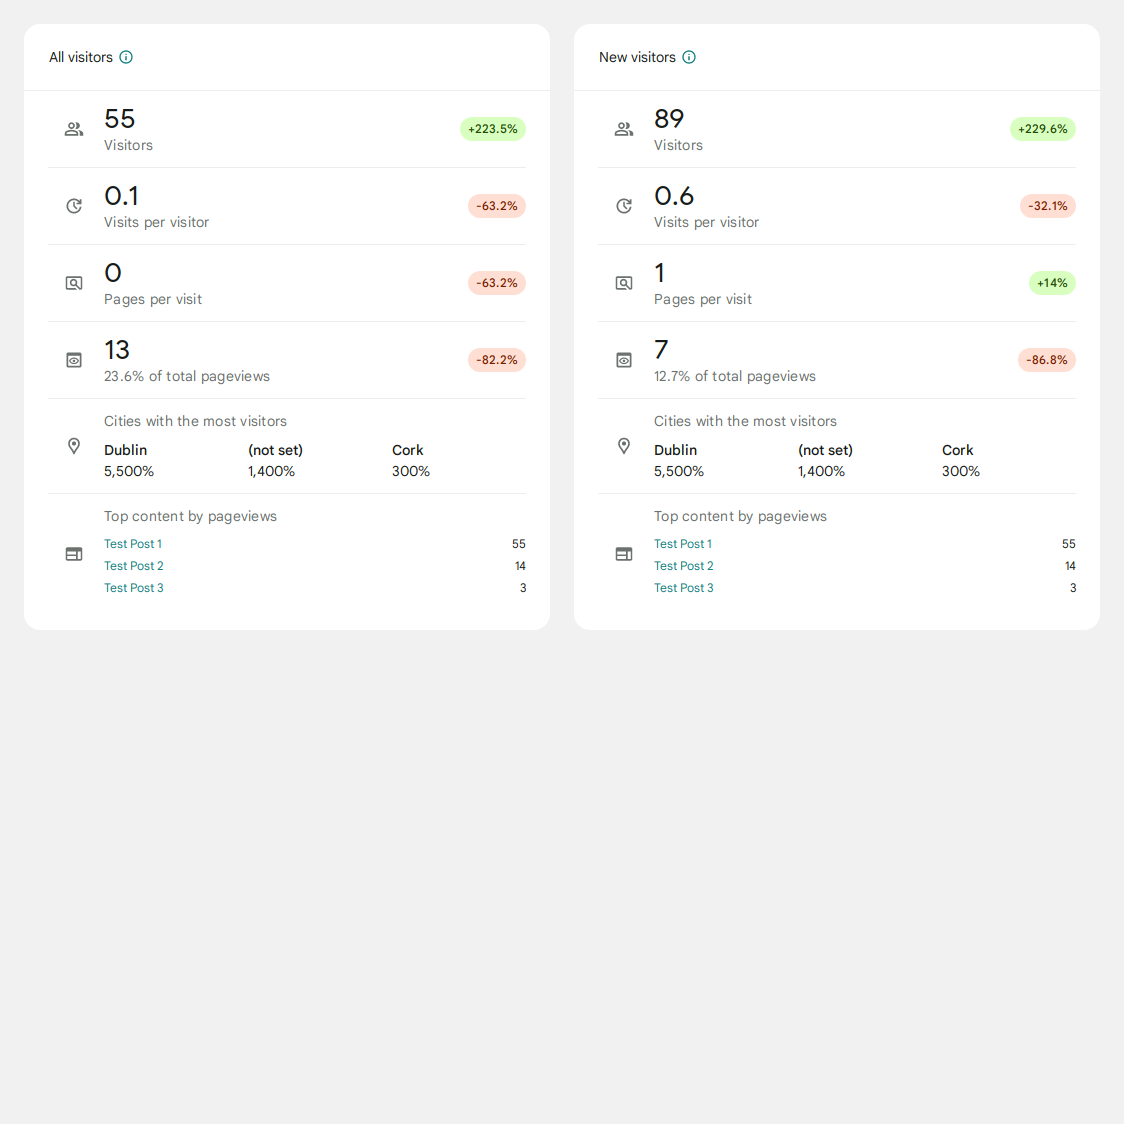 All visitors
55
Visitors
+223.5%
0.1
Visits per visitor
-63.2%
0
Pages per visit
-63.2%
13
23.6% of total pageviews
-82.2%
Cities with the most visitors
Dublin (not set) Cork
5,500% 1,400% 300%
Top content by pageviews
Test Post 1 55
Test Post 2 14
Test Post 3 3
New visitors
89
Visitors
+229.6%
0.6
Visits per visitor
-32.1%
1
Pages per visit
+14%
7
12.7% of total pageviews
-86.8%
Cities with the most visitors
Dublin (not set) Cork
5,500% 1,400% 300%
Top content by pageviews
Test Post 1 55
Test Post 2 14
Test Post 3 3